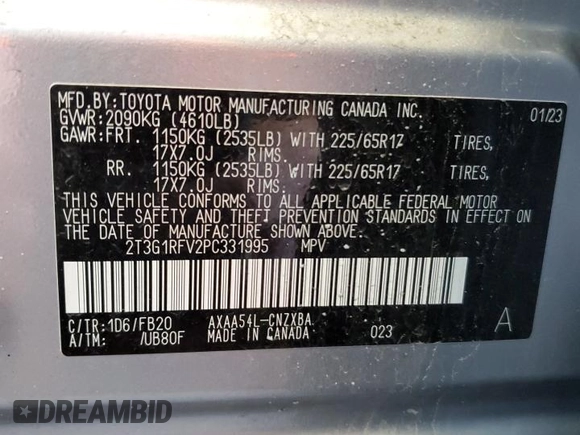 MFD.BY:TOYOTA MOTOR MANUFACTURING CANADA INC. 01/23
GVWR:2090KG (4610LB)
GAWR:FRT. 1150KG (2535LB) WITH 225/65R17 TIRES,
17X7.0J RIMS.
RR. 1150KG (2535LB) WITH 225/65R17 TIRES,
17X7.0J RIMS.
THIS VEHICLE CONFORMS TO ALL APPLICABLE FEDERAL MOTOR
VEHICLE SAFETY AND THEFT PREVENTION STANDARDS IN EFFECT ON
THE DATE OF MANUFACTURE SHOWN ABOVE.
2T3G1RFV2PC331995 MPV
C/TR:1D6/FB20 AXAA54L-CNZXBA 023 A
A/TM: /UB80F MADE IN CANADA
DREAMBID